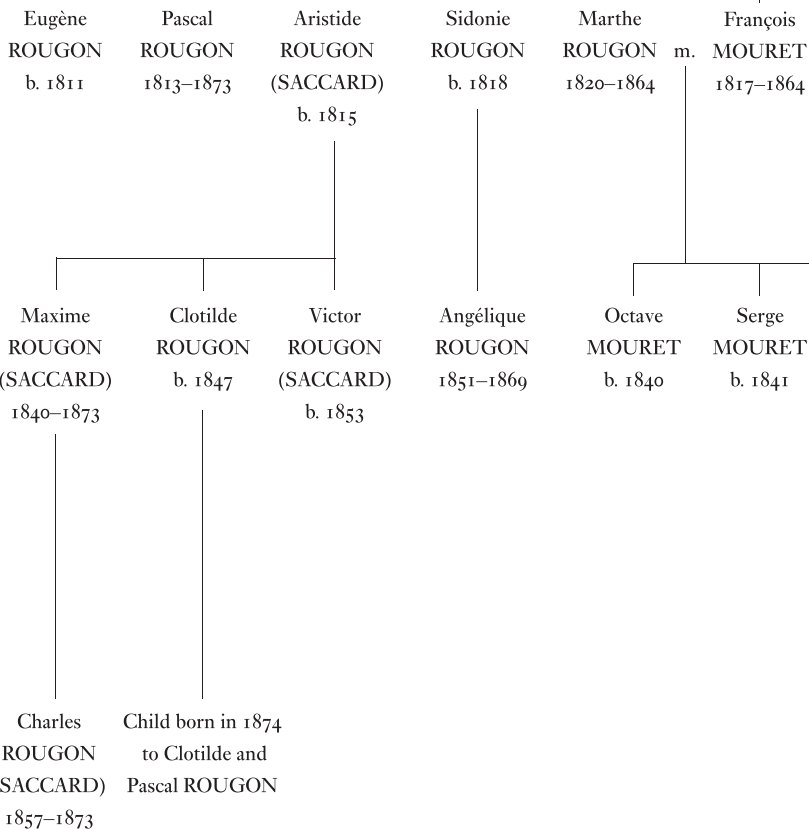 Eugène
ROUGON
b. 1811
Pascal
ROUGON
1813–1873
Aristide
ROUGON
(SACCARD)
b. 1815
Sidonie
ROUGON
b. 1818
Marthe
ROUGON
1820–1864
m.
François
MOURET
1817–1864
Maxime
ROUGON
(SACCARD)
1840–1873
Clotilde
ROUGON
b. 1847
Victor
ROUGON
(SACCARD)
b. 1853
Angélique
ROUGON
1851–1869
Octave
MOURET
b. 1840
Serge
MOURET
b. 1841
Charles
ROUGON
SACCARD)
1857–1873
Child born in 1874
to Clotilde and
Pascal ROUGON